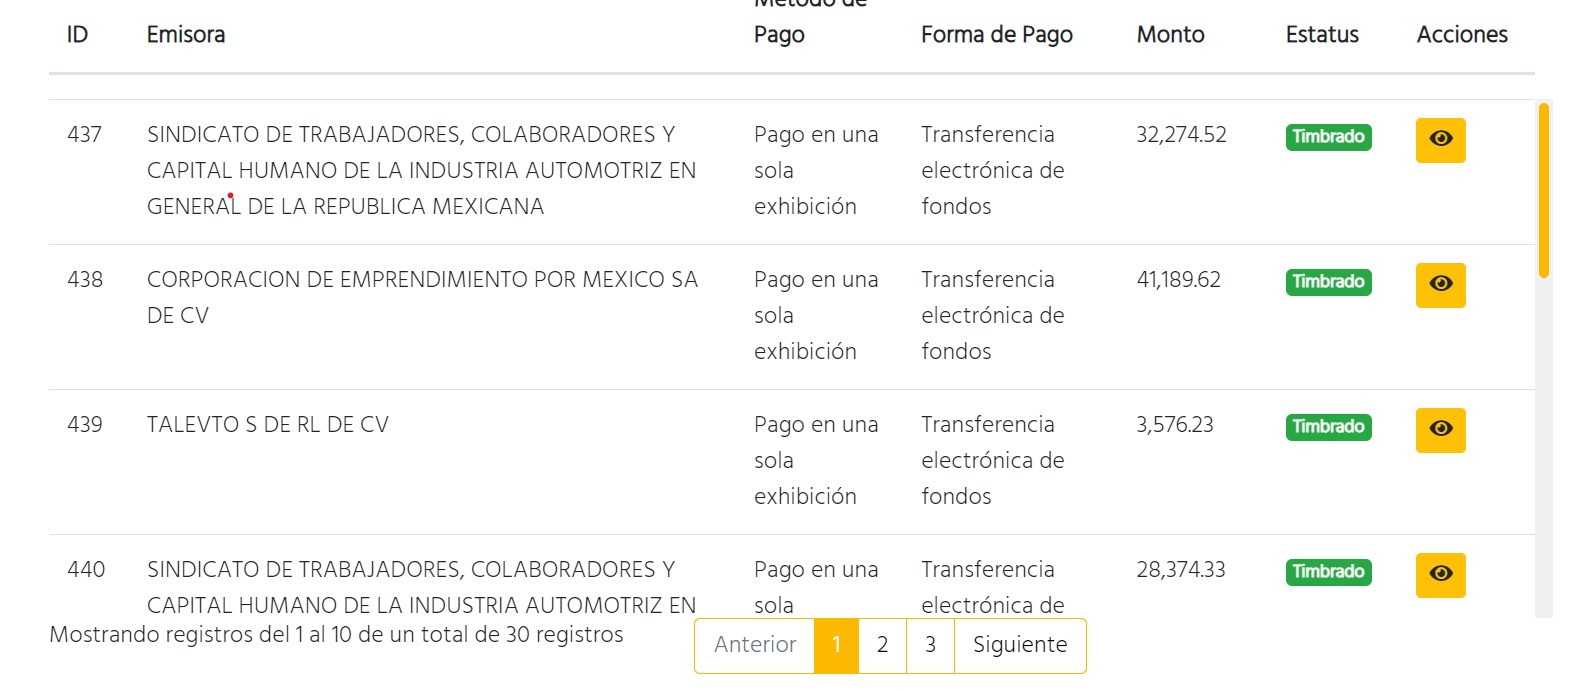 Método de
ID Emisora Pago Forma de Pago Monto Estatus Acciones
437 SINDICATO DE TRABAJADORES, COLABORADORES Y Pago en una Transferencia 32,274.52 Timbrado
CAPITAL HUMANO DE LA INDUSTRIA AUTOMOTRIZ EN sola electrónica de
GENERAL DE LA REPUBLICA MEXICANA exhibición fondos
438 CORPORACION DE EMPRENDIMIENTO POR MEXICO SA Pago en una Transferencia 41,189.62 Timbrado
DE CV sola electrónica de
exhibición fondos
439 TALEVTO S DE RL DE CV Pago en una Transferencia 3,576.23 Timbrado
sola electrónica de
exhibición fondos
440 SINDICATO DE TRABAJADORES, COLABORADORES Y Pago en una Transferencia 28,374.33 Timbrado
CAPITAL HUMANO DE LA INDUSTRIA AUTOMOTRIZ EN sola electrónica de
Mostrando registros del 1 al 10 de un total de 30 registros Anterior 1 2 3 Siguiente